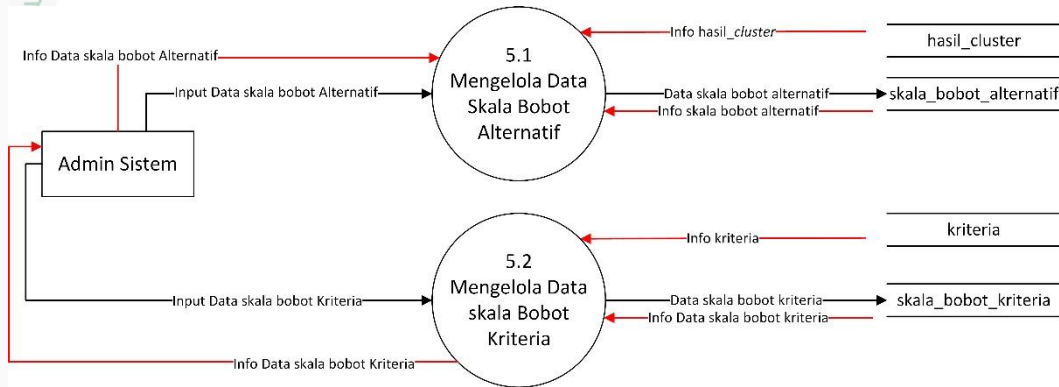 Info hasil_cluster
hasil_cluster
Info Data skala bobot Alternatif
5.1
Mengelola Data
Skala Bobot
Alternatif
Input Data skala bobot Alternatif
Data skala bobot alternatif
skala_bobot_alternatif
Info skala bobot alternatif
Admin Sistem
Info kriteria
kriteria
5.2
Mengelola Data
skala Bobot
Kriteria
Input Data skala bobot Kriteria
Data skala bobot kriteria
skala_bobot_kriteria
Info Data skala bobot kriteria
Info Data skala bobot Kriteria